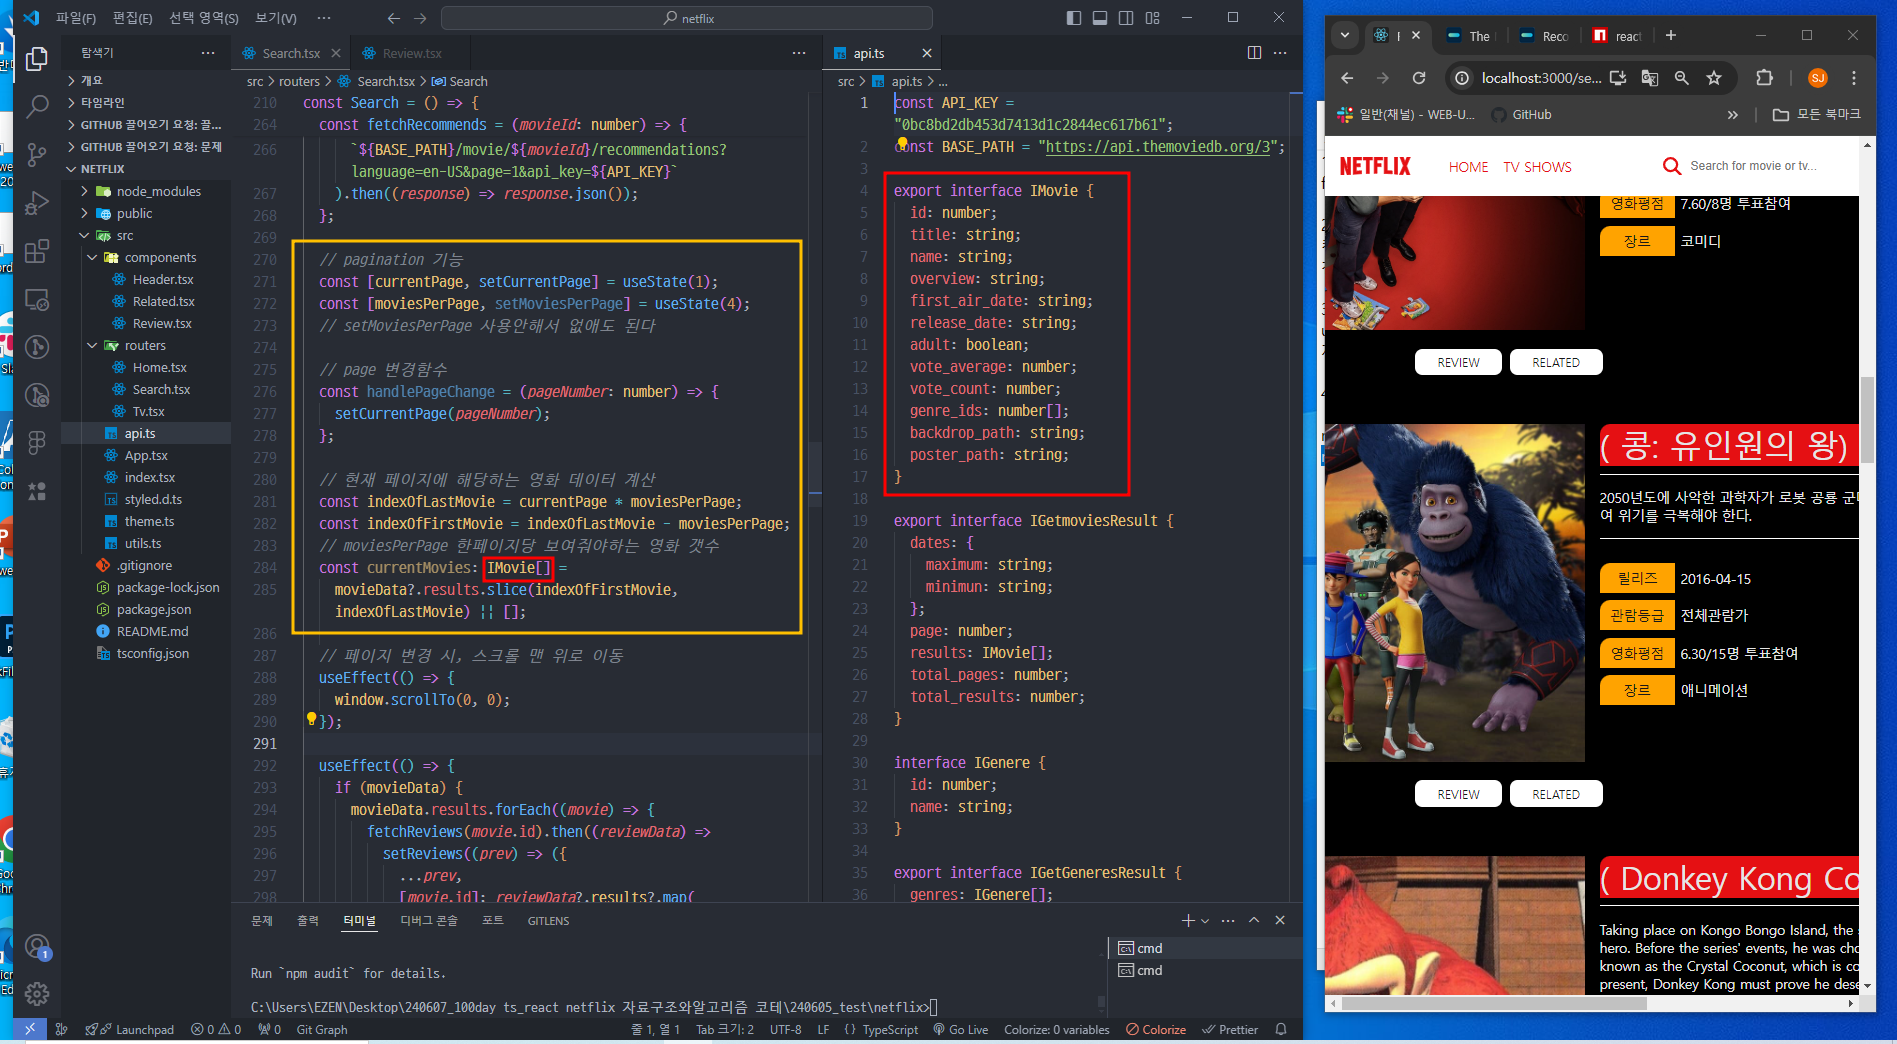 파일(F) 편집(E) 선택 영역(S) 보기(V) ···
netflix
탐색기 ···
개요
타임라인
GITHUB 끌어오기 요청: 끌...
GITHUB 끌어오기 요청: 문제
NETFLIX
node_modules
public
src
components
Header.tsx
Related.tsx
Review.tsx
routers
Home.tsx
Search.tsx
Tv.tsx
api.ts
App.tsx
index.tsx
styled.d.ts
theme.ts
utils.ts
.gitignore
package-lock.json
package.json
README.md
tsconfig.json
Search.tsx Review.tsx ···
src > routers > Search.tsx > Search
210 const Search = () => {
264 const fetchRecommends = (movieId: number) => {
266 `${BASE_PATH}/movie/${movieId}/recommendations?
language=en-US&page=1&api_key=${API_KEY}`
267 ).then((response) => response.json());
268 };
269
270 // pagination 기능
271 const [currentPage, setCurrentPage] = useState(1);
272 const [moviesPerPage, setMoviesPerPage] = useState(4);
273 // setMoviesPerPage 사용안해서 없애도 된다
274
275 // page 변경함수
276 const handlePageChange = (pageNumber: number) => {
277 setCurrentPage(pageNumber);
278 };
279
280 // 현재 페이지에 해당하는 영화 데이터 계산
281 const indexOfLastMovie = currentPage * moviesPerPage;
282 const indexOfFirstMovie = indexOfLastMovie - moviesPerPage;
283 // moviesPerPage 한페이지당 보여줘야하는 영화 갯수
284 const currentMovies: IMovie[] =
285 movieData?.results.slice(indexOfFirstMovie,
indexOfLastMovie) || [];
286
287 // 페이지 변경 시, 스크롤 맨 위로 이동
288 useEffect(() => {
289 window.scrollTo(0, 0);
290 });
291
292 useEffect(() => {
293 if (movieData) {
294 movieData.results.forEach((movie) => {
295 fetchReviews(movie.id).then((reviewData) =>
296 setReviews((prev) => ({
297 ...prev,
298 [movie.id]: reviewData?.results?.map(
api.ts
src > api.ts > ...
1 const API_KEY =
"0bc8bd2db453d7413d1c2844ec617b61";
2 const BASE_PATH = "https://api.themoviedb.org/3";
3
4 export interface IMovie {
5 id: number;
6 title: string;
7 name: string;
8 overview: string;
9 first_air_date: string;
10 release_date: string;
11 adult: boolean;
12 vote_average: number;
13 vote_count: number;
14 genre_ids: number[];
15 backdrop_path: string;
16 poster_path: string;
17 }
18
19 export interface IGetmoviesResult {
20 dates: {
21 maximum: string;
22 minimun: string;
23 };
24 page: number;
25 results: IMovie[];
26 total_pages: number;
27 total_results: number;
28 }
29
30 interface IGenere {
31 id: number;
32 name: string;
33 }
34
35 export interface IGetGeneresResult {
36 genres: IGenere[];
문제 출력 터미널 디버그 콘솔 포트 GITLENS
cmd
cmd
Run `npm audit` for details.
C:\Users\EZEN\Desktop\240607_100day ts_react netflix 자료구조와알고리즘 코테\240605_test\netflix>
1
Launchpad 0 0 0 Git Graph
줄 1, 열 1 Tab 크기: 2 UTF-8 LF {} TypeScript Go Live Colorize: 0 variables Colorize Prettier
The Reco react
localhost:3000/se...
SJ
일반(채널) - WEB-U... GitHub » 모든 북마크
NETFLIX HOME TV SHOWS Search for movie or tv...
영화평점 7.60/8명 투표참여
장르 코미디
REVIEW RELATED
( 콩: 유인원의 왕)
2050년도에 사악한 과학자가 로봇 공룡 군
여 위기를 극복해야 한다.
릴리즈 2016-04-15
관람등급 전체관람가
영화평점 6.30/15명 투표참여
장르 애니메이션
REVIEW RELATED
( Donkey Kong Co
Taking place on Kongo Bongo Island, the
hero. Before the series' events, he was cho
known as the Crystal Coconut, which is co
present, Donkey Kong must prove he dese